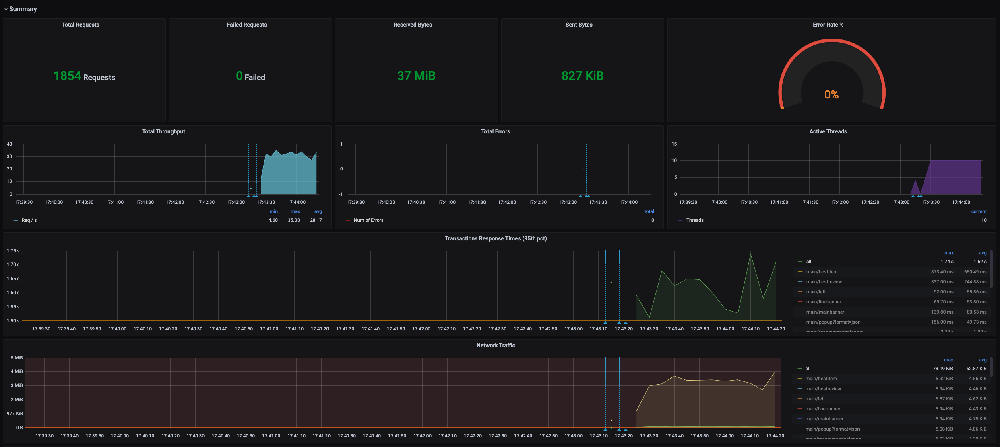 Summary
Total Requests
Failed Requests
Received Bytes
Sent Bytes
Error Rate %
1854 Requests
0 Failed
37 MiB
827 KiB
0%
Total Throughput
40
30
20
10
0
17:39:30 17:40:00 17:40:30 17:41:00 17:41:30 17:42:00 17:42:30 17:43:00 17:43:30 17:44:00
min max avg
Req / s 4.60 35.00 28.17
Total Errors
1
0
-1
17:39:30 17:40:00 17:40:30 17:41:00 17:41:30 17:42:00 17:42:30 17:43:00 17:43:30 17:44:00
total
Num of Errors 0
Active Threads
15
10
5
0
17:39:30 17:40:00 17:40:30 17:41:00 17:41:30 17:42:00 17:42:30 17:43:00 17:43:30 17:44:00
current
Threads 10
Transactions Response Times (95th pct)
1.75 s
1.70 s
1.65 s
1.60 s
1.55 s
1.50 s
17:39:30 17:39:40 17:39:50 17:40:00 17:40:10 17:40:20 17:40:30 17:40:40 17:40:50 17:41:00 17:41:10 17:41:20 17:41:30 17:41:40 17:41:50 17:42:00 17:42:10 17:42:20 17:42:30 17:42:40 17:42:50 17:43:00 17:43:10 17:43:20 17:43:30 17:43:40 17:43:50 17:44:00 17:44:10 17:44:20
max avg
all 1.74 s 1.62 s
main/bestitem 873.40 ms 650.49 ms
main/bestreview 337.00 ms 244.88 ms
main/left 92.00 ms 55.86 ms
main/linebanner 69.70 ms 53.80 ms
main/mainbanner 139.80 ms 80.53 ms
main/popup?format=json 156.00 ms 49.73 ms
main/recommendcategory 2.78 s 1.92 s
Network Traffic
5 MiB
4 MiB
3 MiB
2 MiB
977 KiB
0 B
17:39:30 17:39:40 17:39:50 17:40:00 17:40:10 17:40:20 17:40:30 17:40:40 17:40:50 17:41:00 17:41:10 17:41:20 17:41:30 17:41:40 17:41:50 17:42:00 17:42:10 17:42:20 17:42:30 17:42:40 17:42:50 17:43:00 17:43:10 17:43:20 17:43:30 17:43:40 17:43:50 17:44:00 17:44:10 17:44:20
max avg
all 78.19 KiB 62.87 KiB
main/bestitem 5.92 KiB 4.66 KiB
main/bestreview 5.94 KiB 4.46 KiB
main/left 5.87 KiB 4.62 KiB
main/linebanner 5.94 KiB 4.43 KiB
main/mainbanner 5.94 KiB 4.75 KiB
main/popup?format=json 5.08 KiB 4.06 KiB
main/recommendcategory 6.03 KiB 4.39 KiB